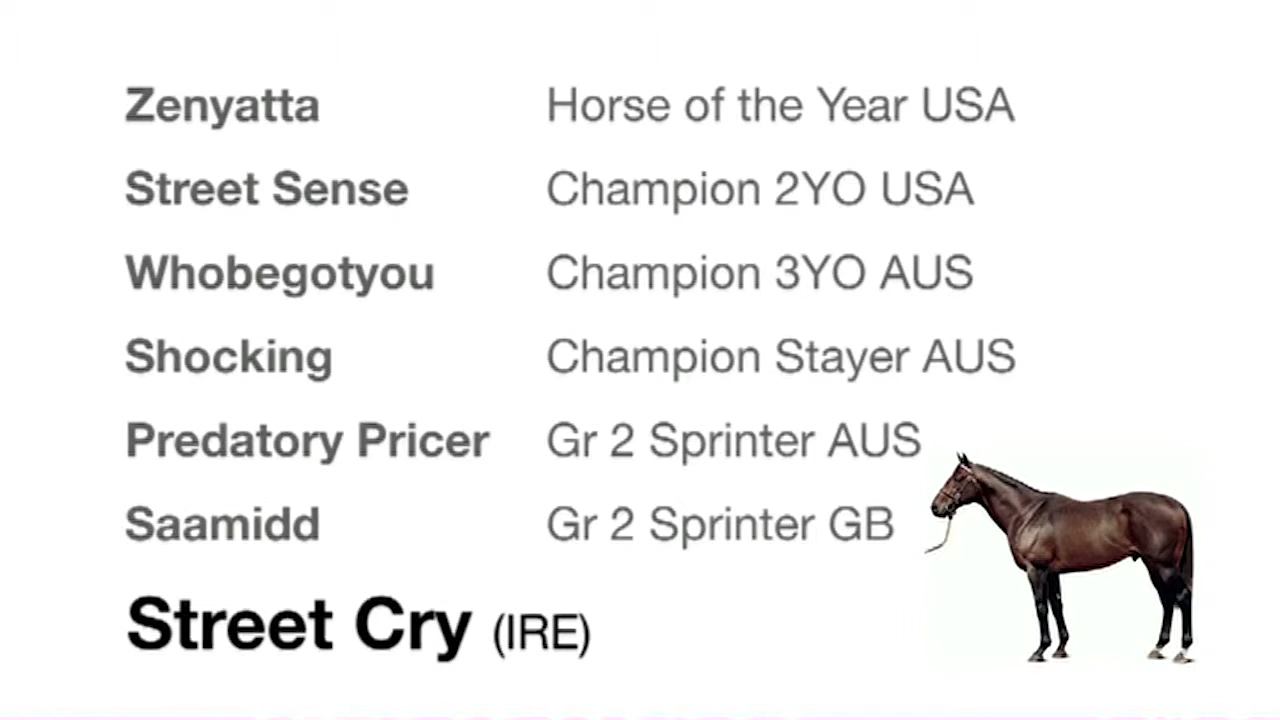 Zenyatta Horse of the Year USA
Street Sense Champion 2YO USA
Whobegotyou Champion 3YO AUS
Shocking Champion Stayer AUS
Predatory Pricer Gr 2 Sprinter AUS
Saamidd Gr 2 Sprinter GB
Street Cry (IRE)